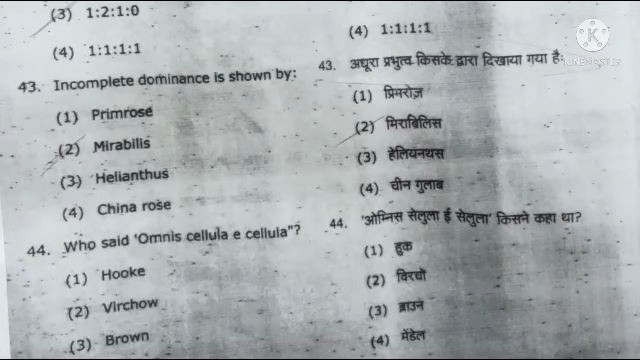 (3) 1:2:1:0
(4) 1:1:1:1
43. Incomplete dominance is shown by:
(1) Primrose
(2) Mirabilis
(3) Helianthus
(4) China rose
44. Who said 'Omnis cellula e cellula"?
(1) Hooke
(2) Virchow
(3) Brown
(4) 1:1:1:1
43. अधूरा प्रभुत्व किसके द्वारा दिखाया गया है:
(1) प्रिमरोज़
(2) मिराबिलिस
(3) हेलियनथस
(4) चीन गुलाब
44. 'ओम्निस सेलुला ई सेलुला' किसने कहा था?
(1) हुक
(2) विरचो
(3) ब्राउन
(4) मेंडेल
K
KINEMASTER